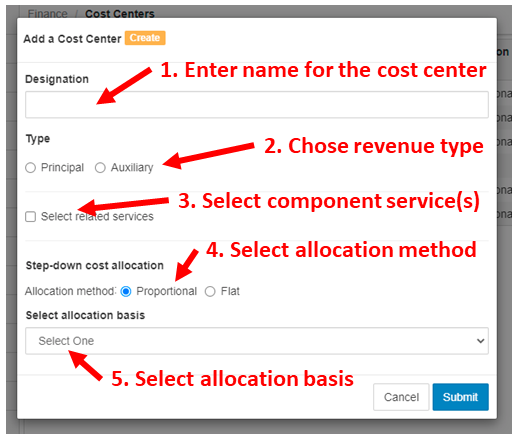 Finance / Cost Centers
Add a Cost Center Create
Designation
1. Enter name for the cost center
Type
2. Chose revenue type
Principal Auxiliary
3. Select component service(s)
Select related services
4. Select allocation method
Step-down cost allocation
Allocation method: Proportional Flat
Select allocation basis
Select One
5. Select allocation basis
Cancel Submit